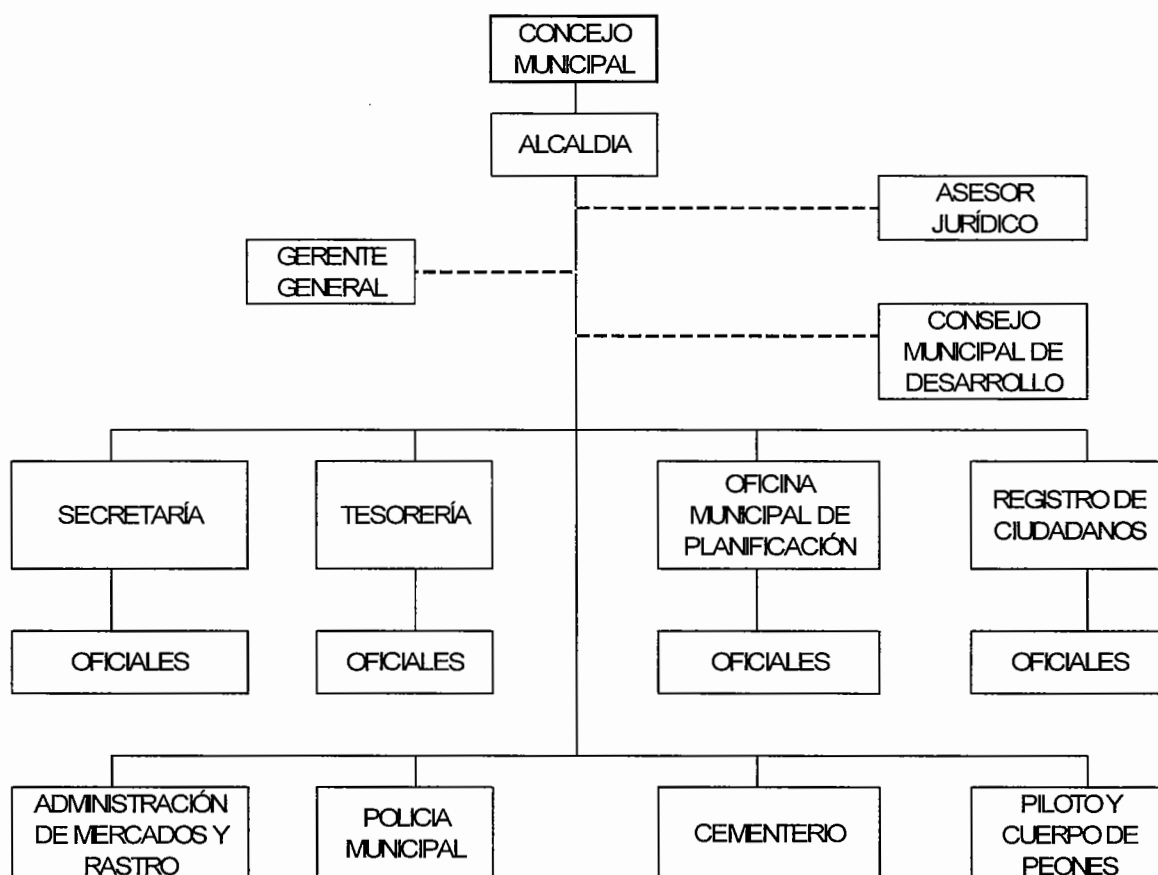 CONCEJO
MUNICIPAL
ALCALDIA
ASESOR
JURÍDICO
GERENTE
GENERAL
CONSEJO
MUNICIPAL DE
DESARROLLO
SECRETARÍA
TESORERÍA
OFICINA
MUNICIPAL DE
PLANIFICACIÓN
REGISTRO DE
CIUDADANOS
OFICIALES
OFICIALES
OFICIALES
OFICIALES
ADMINISTRACIÓN
DE MERCADOS Y
RASTRO
POLICIA
MUNICIPAL
CEMENTERIO
PILOTO Y
CUERPO DE
PEONES